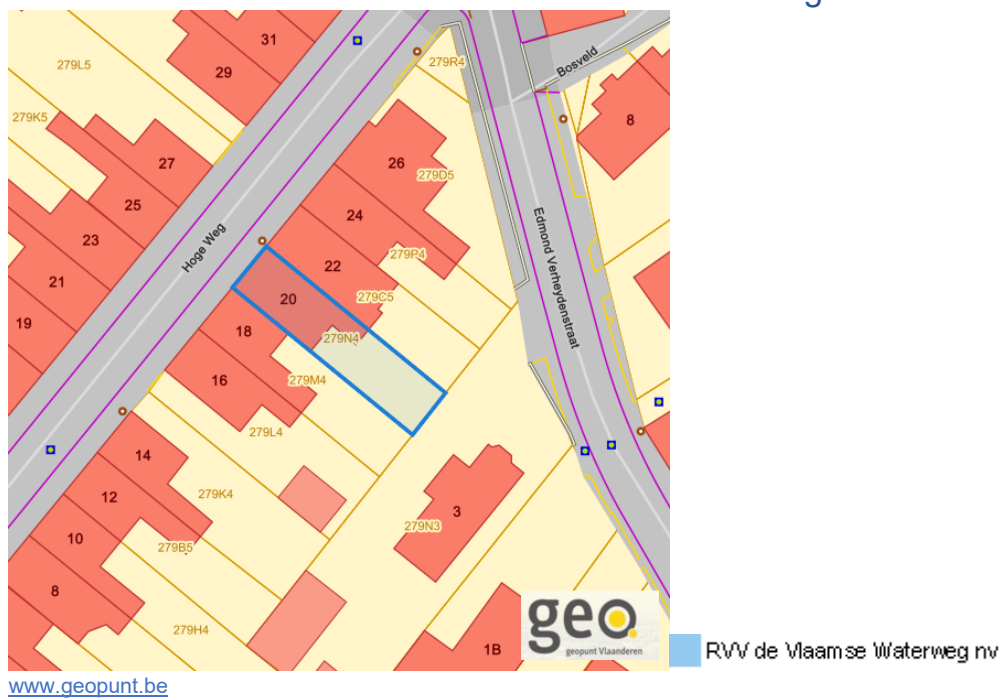 31
279L5
29
279R4
Bosveld
279K5
8
27
26
279D5
25
24
23
Hoge Weg
Edmond Verheydenstraat
279P4
22
21
279C5
20
19
18
279N4
16
279M4
279L4
14
279K4
12
3
279N3
10
279B5
8
279H4
1B
geo.
geopunt Vlaanderen
RVV de Vlaamse Waterweg nv
www.geopunt.be